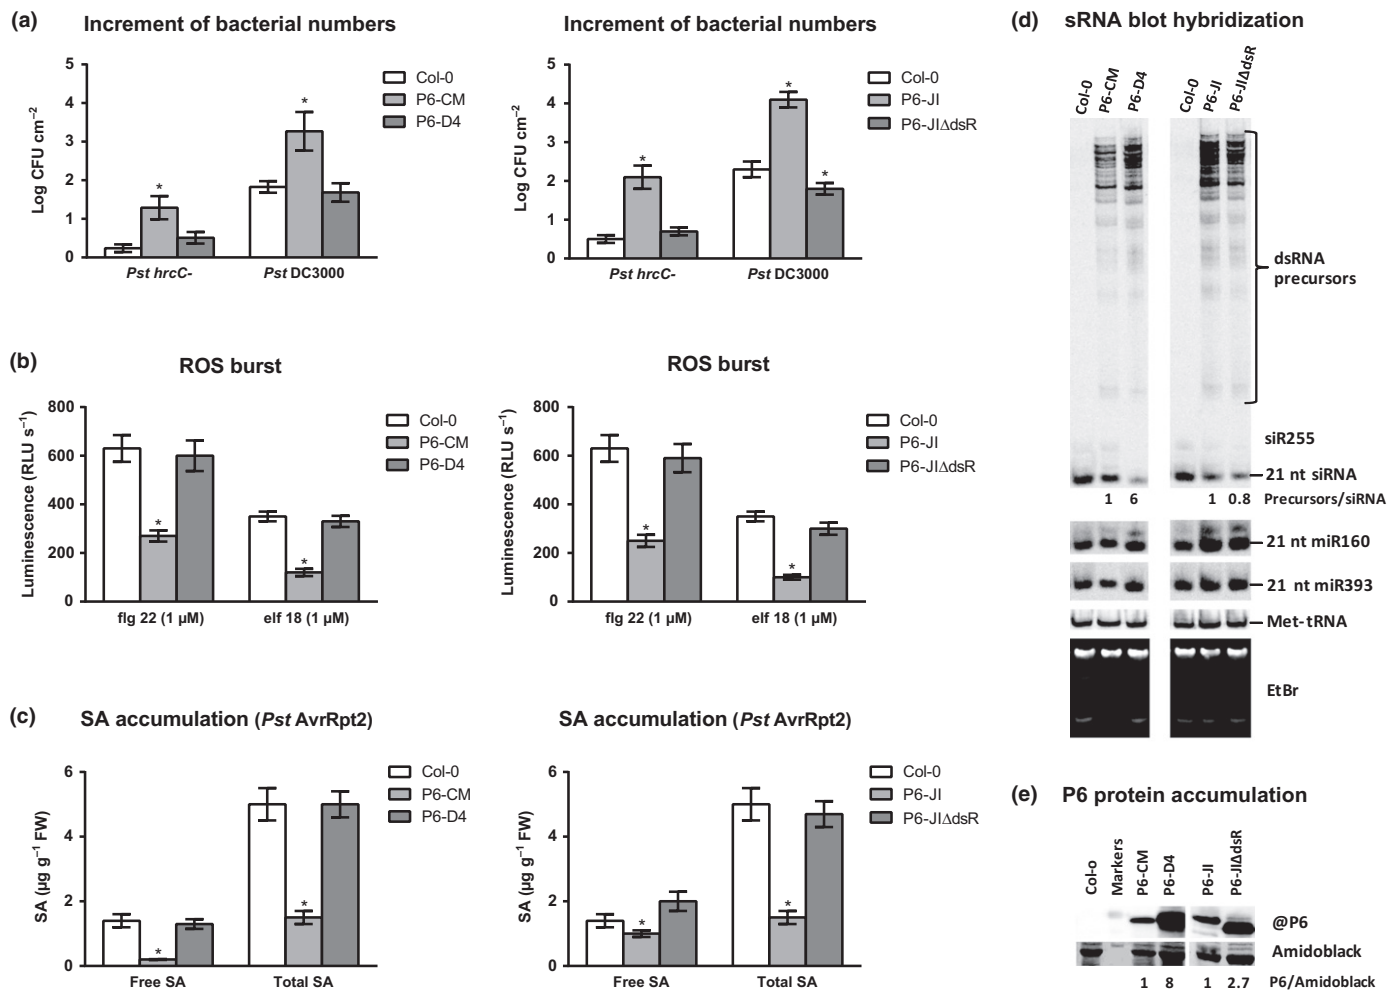 (a) Increment of bacterial numbers
Log CFU cm⁻²
5
4
3
2
1
0
*
*
Pst hrcC-
Pst DC3000
Col-0
P6-CM
P6-D4
Increment of bacterial numbers
Log CFU cm⁻²
5
4
3
2
1
0
*
*
*
Pst hrcC-
Pst DC3000
Col-0
P6-JI
P6-JIΔdsR
(b) ROS burst
Luminescence (RLU s⁻¹)
800
600
400
200
0
*
*
flg 22 (1 µM)
elf 18 (1 µM)
Col-0
P6-CM
P6-D4
ROS burst
Luminescence (RLU s⁻¹)
800
600
400
200
0
*
*
flg 22 (1 µM)
elf 18 (1 µM)
Col-0
P6-JI
P6-JIΔdsR
(c) SA accumulation (Pst AvrRpt2)
SA (µg g⁻¹ FW)
6
4
2
0
*
*
Free SA
Total SA
Col-0
P6-CM
P6-D4
SA accumulation (Pst AvrRpt2)
SA (µg g⁻¹ FW)
6
4
2
0
*
*
Free SA
Total SA
Col-0
P6-JI
P6-JIΔdsR
(d) sRNA blot hybridization
Col-0
P6-CM
P6-D4
Col-0
P6-JI
P6-JIΔdsR
dsRNA
precursors
siR255
21 nt siRNA
1 6 1 0.8 Precursors/siRNA
21 nt miR160
21 nt miR393
Met-tRNA
EtBr
(e) P6 protein accumulation
Col-o
Markers
P6-CM
P6-D4
P6-JI
P6-JIΔdsR
@P6
Amidoblack
1 8 1 2.7 P6/Amidoblack